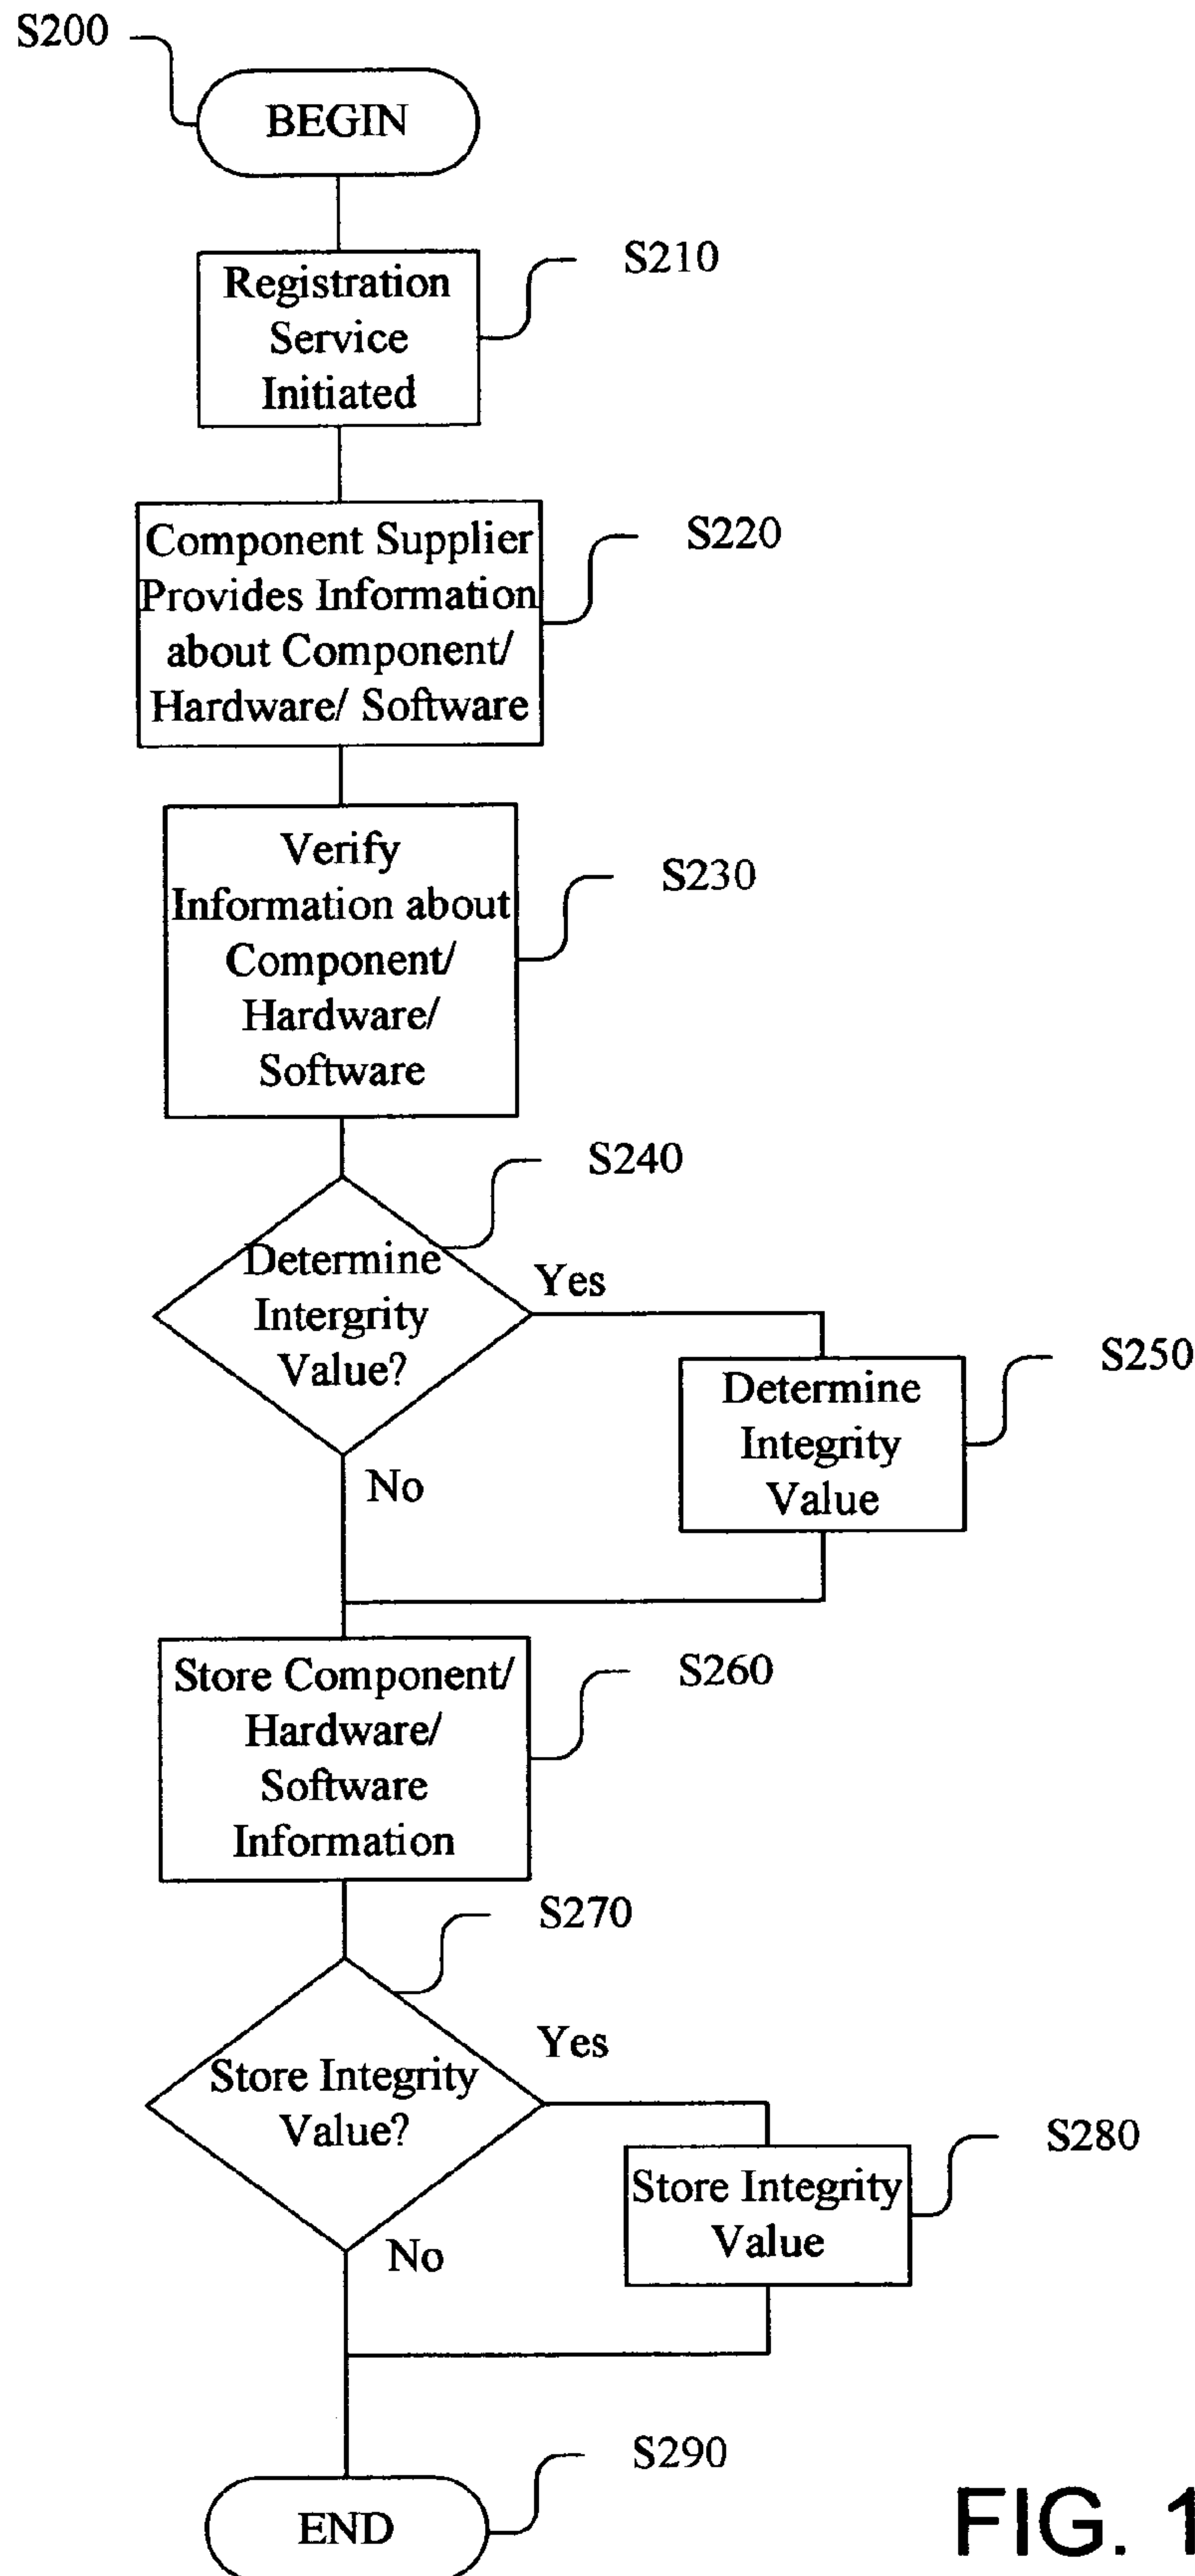 S200
BEGIN
S210
Registration
Service
Initiated
S220
Component Supplier
Provides Information
about Component/
Hardware/ Software
S230
Verify
Information about
Component/
Hardware/
Software
S240
Determine
Intergrity
Value?
Yes
No
S250
Determine
Integrity
Value
S260
Store Component/
Hardware/
Software
Information
S270
Store Integrity
Value?
Yes
No
S280
Store Integrity
Value
S290
END
FIG. 1